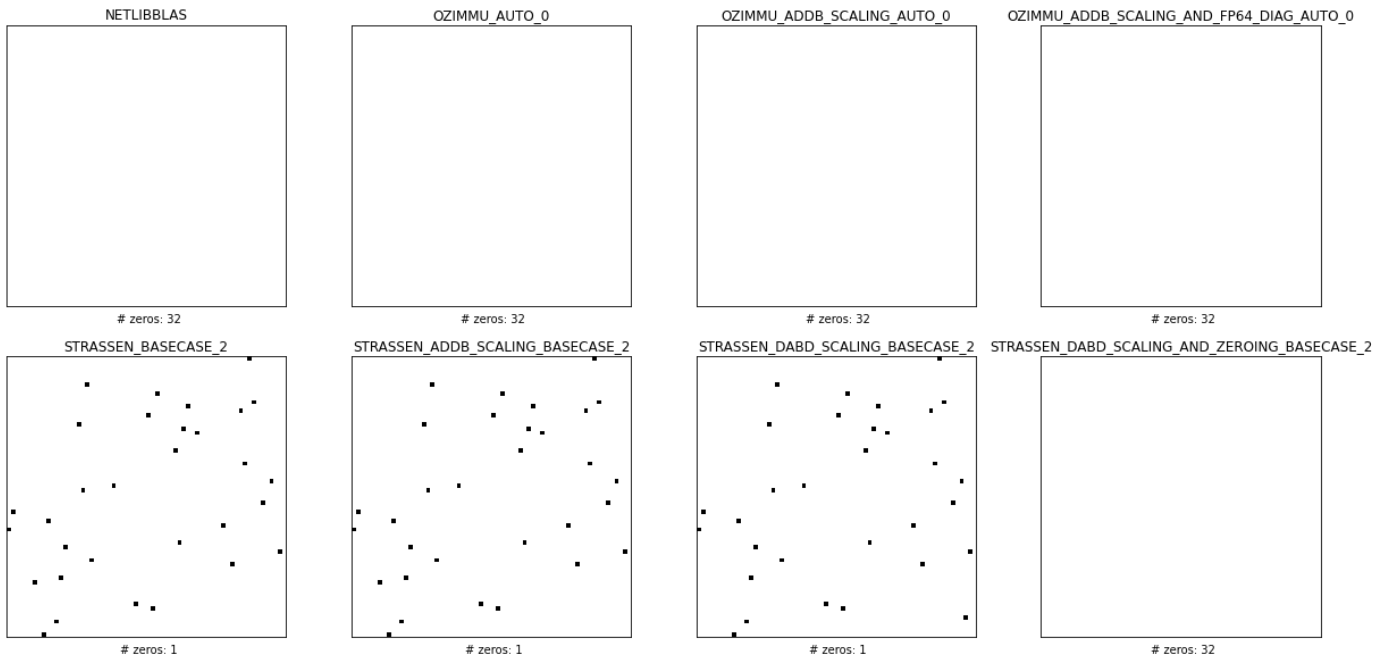 NETLIBBLAS
OZIMMU_AUTO_0
OZIMMU_ADDB_SCALING_AUTO_0
OZIMMU_ADDB_SCALING_AND_FP64_DIAG_AUTO_0
# zeros: 32
# zeros: 32
# zeros: 32
# zeros: 32
STRASSEN_BASECASE_2
STRASSEN_ADDB_SCALING_BASECASE_2
STRASSEN_DABD_SCALING_BASECASE_2
STRASSEN_DABD_SCALING_AND_ZEROING_BASECASE_2
# zeros: 1
# zeros: 1
# zeros: 1
# zeros: 32